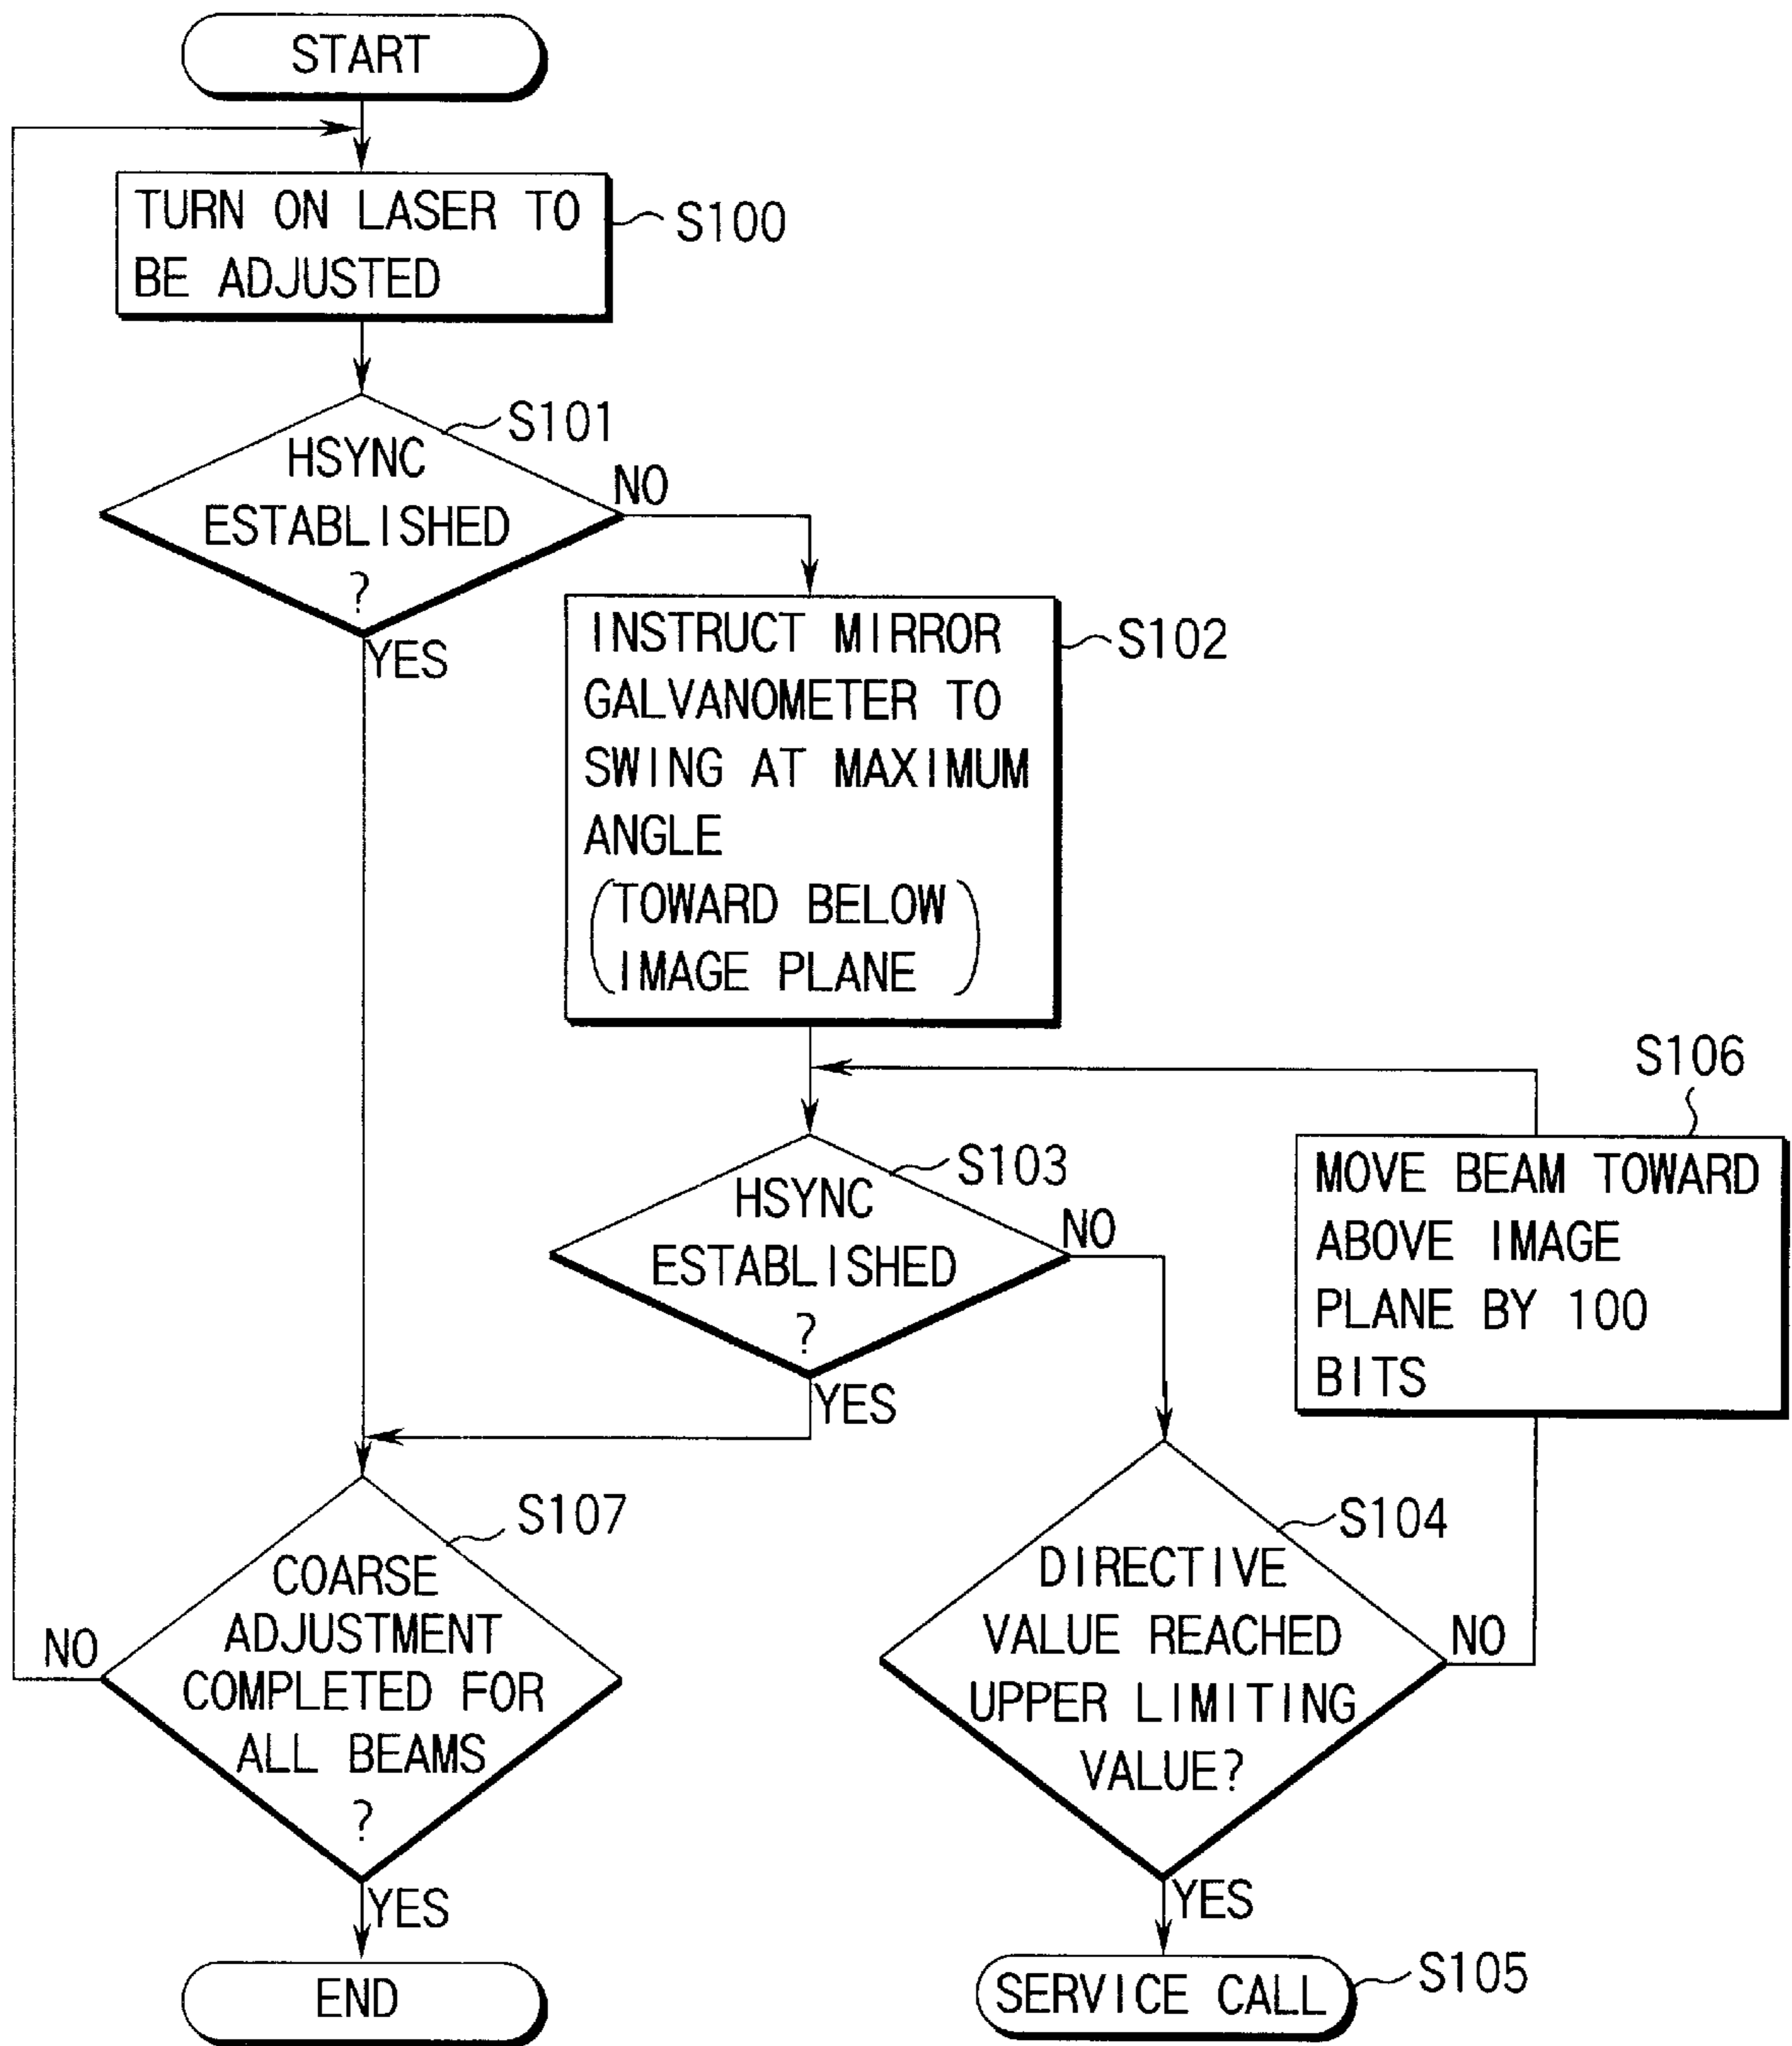 START
TURN ON LASER TO
BE ADJUSTED
S100
S101
HSYNC
ESTABLISHED
?
NO
YES
INSTRUCT MIRROR
GALVANOMETER TO
SWING AT MAXIMUM
ANGLE
(TOWARD BELOW
IMAGE PLANE)
S102
S103
HSYNC
ESTABLISHED
?
NO
YES
S106
MOVE BEAM TOWARD
ABOVE IMAGE
PLANE BY 100
BITS
S107
COARSE
ADJUSTMENT
COMPLETED FOR
ALL BEAMS
?
NO
YES
END
S104
DIRECTIVE
VALUE REACHED
UPPER LIMITING
VALUE?
NO
YES
SERVICE CALL
S105